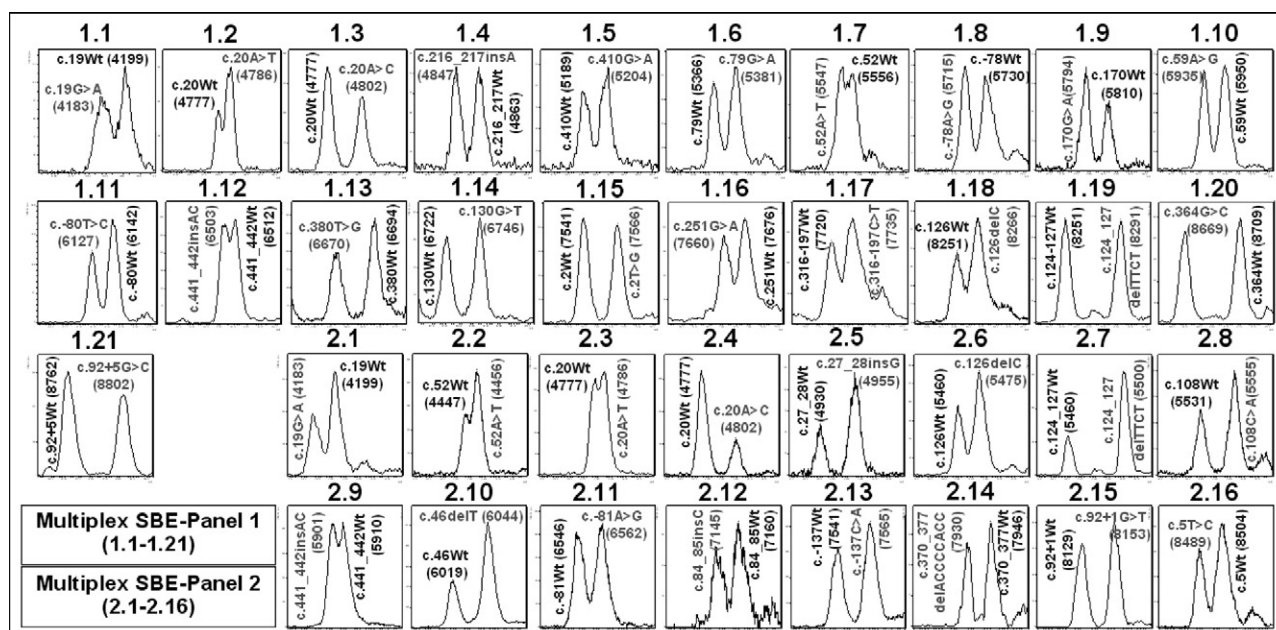 1.1 1.2 1.3 1.4 1.5 1.6 1.7 1.8 1.9 1.10
c.19Wt (4199)
c.19G>A
(4183)
c.20A>T
(4786)
c.20Wt
(4777)
c.20Wt (4777)
c.20A>C
(4802)
c.216_217insA
(4847)
c.216_217Wt
(4863)
c.410Wt (5189)
c.410G>A
(5204)
c.79Wt (5366)
c.79G>A
(5381)
c.52A>T (5547)
c.52Wt
(5556)
c.-78A>G (5715)
c.-78Wt
(5730)
c.170G>A(5794)
c.170Wt
(5810)
c.59A>G
(5935)
c.59Wt (5950)
1.11 1.12 1.13 1.14 1.15 1.16 1.17 1.18 1.19 1.20
c.-80T>C
(6127)
c.-80Wt (6142)
c.441_442insAC
(6503)
c.441_442Wt
(6512)
c.380T>G
(6670)
c.380Wt (6694)
c.130Wt (6722)
c.130G>T
(6746)
c.2Wt (7541)
c.2T>G (7566)
c.251G>A
(7660)
c.251Wt (7676)
c.316-197Wt
(7720)
c.316-197C>T
(7735)
c.126Wt
(8251)
c.126delC
(8266)
c.124-127Wt
(8251)
c.124_127
delTTCT (8291)
c.364G>C
(8669)
c.364Wt (8709)
1.21 2.1 2.2 2.3 2.4 2.5 2.6 2.7 2.8
c.92+5Wt (8762)
c.92+5G>C
(8802)
c.19G>A (4183)
c.19Wt
(4199)
c.52Wt
(4447)
c.52A>T (4456)
c.20Wt
(4777)
c.20A>T (4786)
c.20Wt (4777)
c.20A>C
(4802)
c.27_28Wt
(4930)
c.27_28insG
(4955)
c.126Wt (5460)
c.126delC
(5475)
c.124_127Wt
(5460)
c.124_127
delTTCT (5500)
c.108Wt
(5531)
c.108C>A(5555)
2.9 2.10 2.11 2.12 2.13 2.14 2.15 2.16
Multiplex SBE-Panel 1
(1.1-1.21)
Multiplex SBE-Panel 2
(2.1-2.16)
c.441_442insAC
(5901)
c.441_442Wt
(5910)
c.46delT (6044)
c.46Wt
(6019)
c.-81Wt (6546)
c.-81A>G
(6562)
c.84_85insC
(7145)
c.84_85Wt
(7160)
c.-137Wt
(7541)
c.-137C>A
(7565)
c.370_377
delACCCCACC
(7930)
c.370_377Wt
(7946)
c.92+1Wt
(8129)
c.92+1G>T
(8153)
c.5T>C
(8489)
c.5Wt (8504)